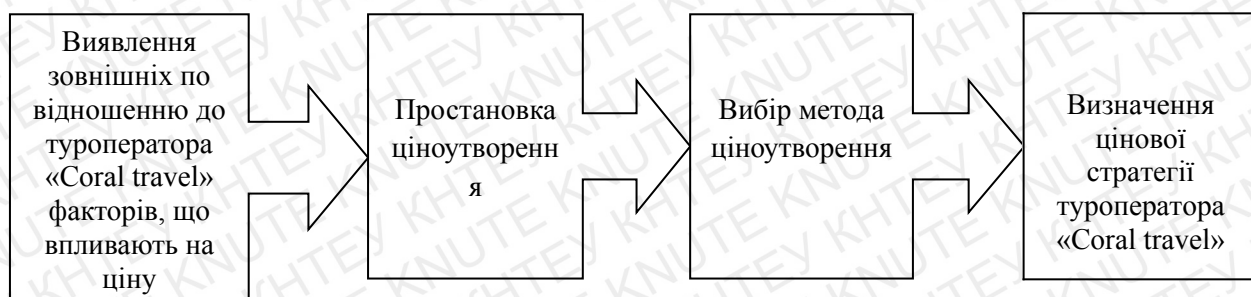 Виявлення
зовнішніх по
відношенню до
туроператора
«Coral travel»
факторів, що
впливають на
ціну
Простановка
ціноутворенн
я
Вибір метода
ціноутворення
Визначення
цінової
стратегії
туроператора
«Coral travel»